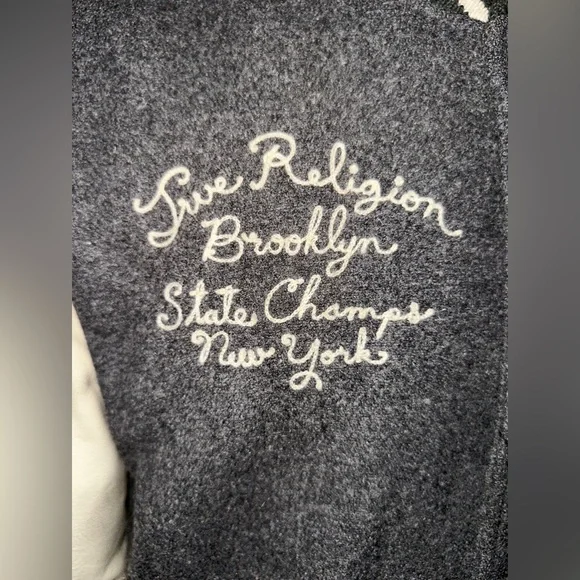 True Religion
Brooklyn
State Champs
New York